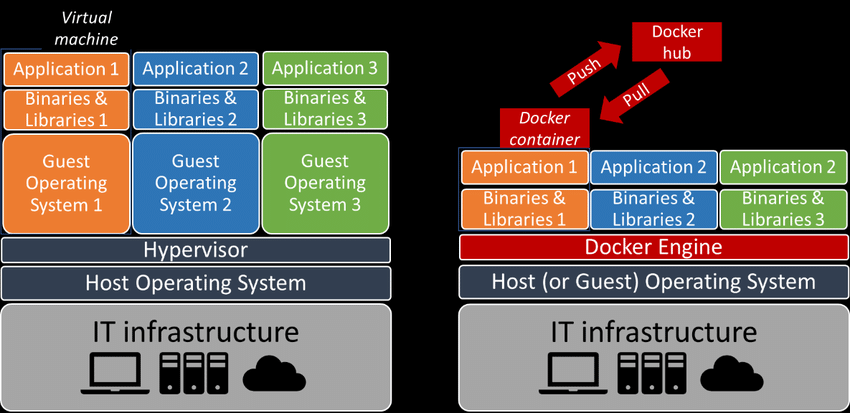 Virtual
machine
Application 1
Application 2
Application 3
Binaries &
Libraries 1
Binaries &
Libraries 2
Binaries &
Libraries 3
Guest
Operating
System 1
Guest
Operating
System 2
Guest
Operating
System 3
Hypervisor
Host Operating System
IT infrastructure
Docker
hub
Push
Pull
Docker
container
Application 1
Application 2
Application 2
Binaries &
Libraries 1
Binaries &
Libraries 2
Binaries &
Libraries 3
Docker Engine
Host (or Guest) Operating System
IT infrastructure